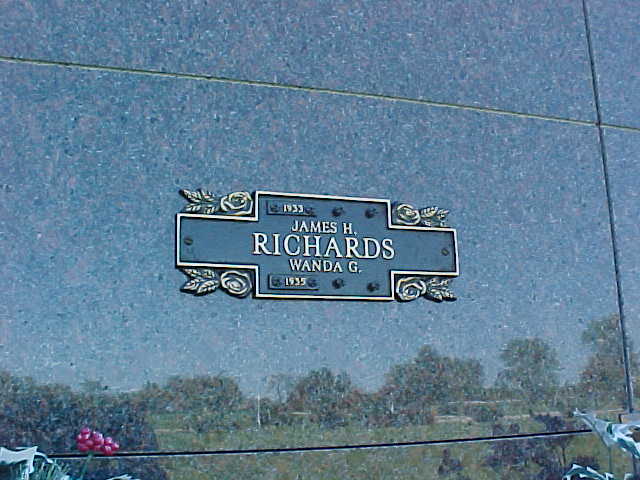 1933
JAMES H.
RICHARDS
WANDA G.
1935